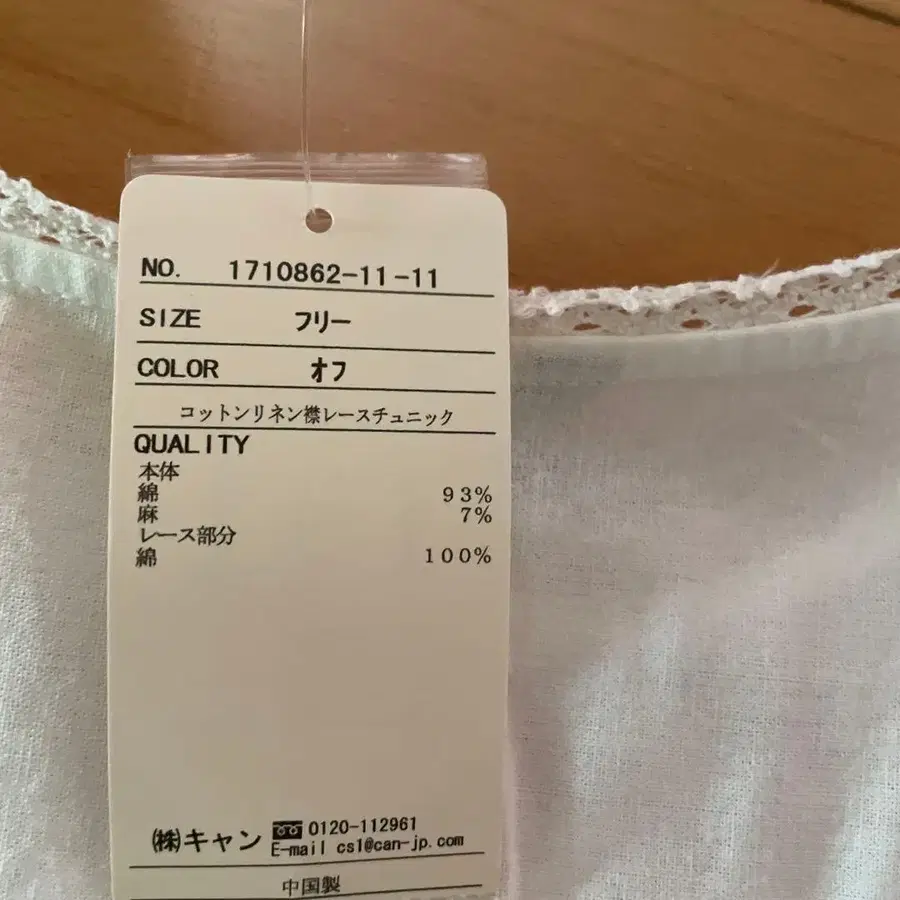 NO. 1710862-11-11
SIZE フリー
COLOR オフ
コットンリネン襟レースチュニック
QUALITY
本体
綿 93%
麻 7%
レース部分
綿 100%
㈱キャン 0120-112961
E-mail cs1@can-jp.com
中国製